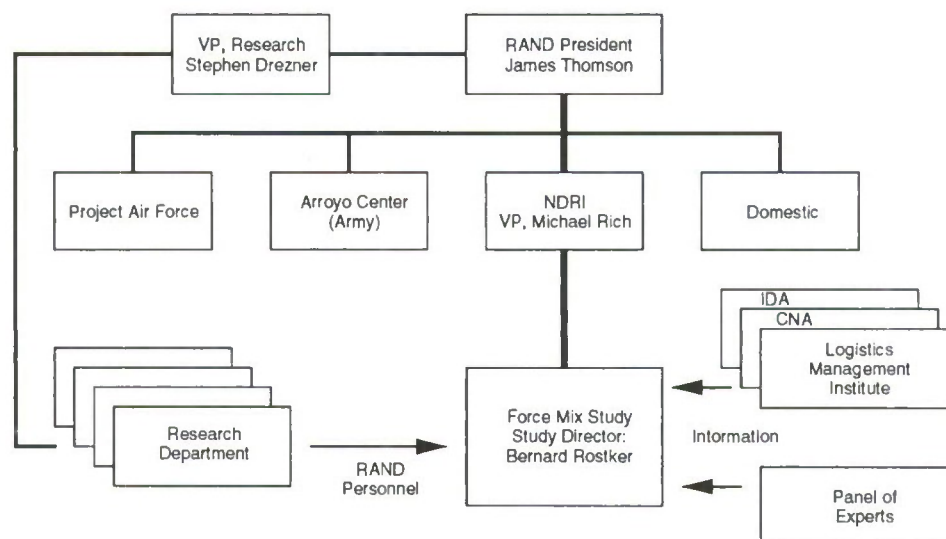 VP, Research
Stephen Drezner
RAND President
James Thomson
Project Air Force
Arroyo Center
(Army)
NDRI
VP, Michael Rich
Domestic
IDA
CNA
Logistics
Management
Institute
Research
Department
RAND
Personnel
Force Mix Study
Study Director:
Bernard Rostker
Information
Panel of
Experts